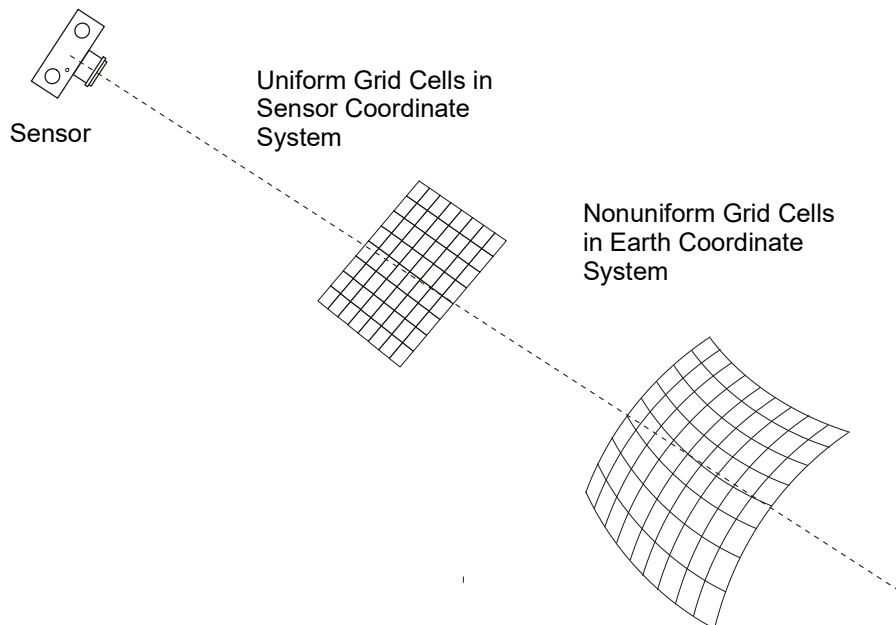 Uniform Grid Cells in
Sensor Coordinate
System
Sensor
Nonuniform Grid Cells
in Earth Coordinate
System